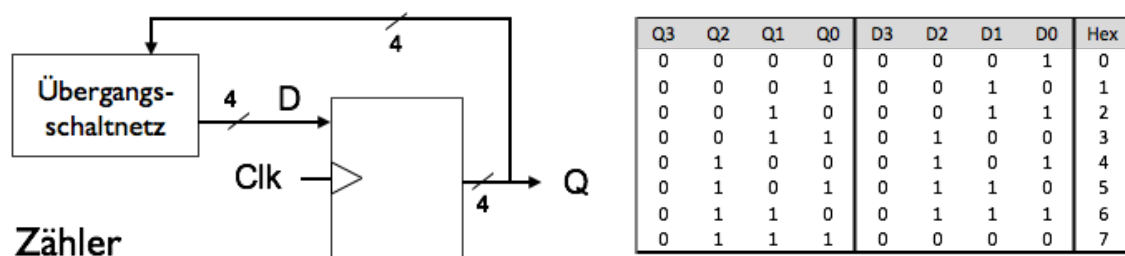 4
4
Übergangs-
schaltnetz
4
D
Clk
4
Q
Zähler
Q3 Q2 Q1 Q0 D3 D2 D1 D0 Hex
0 0 0 0 0 0 0 1 0
0 0 0 1 0 0 1 0 1
0 0 1 0 0 0 1 1 2
0 0 1 1 0 1 0 0 3
0 1 0 0 0 1 0 1 4
0 1 0 1 0 1 1 0 5
0 1 1 0 0 1 1 1 6
0 1 1 1 0 0 0 0 7